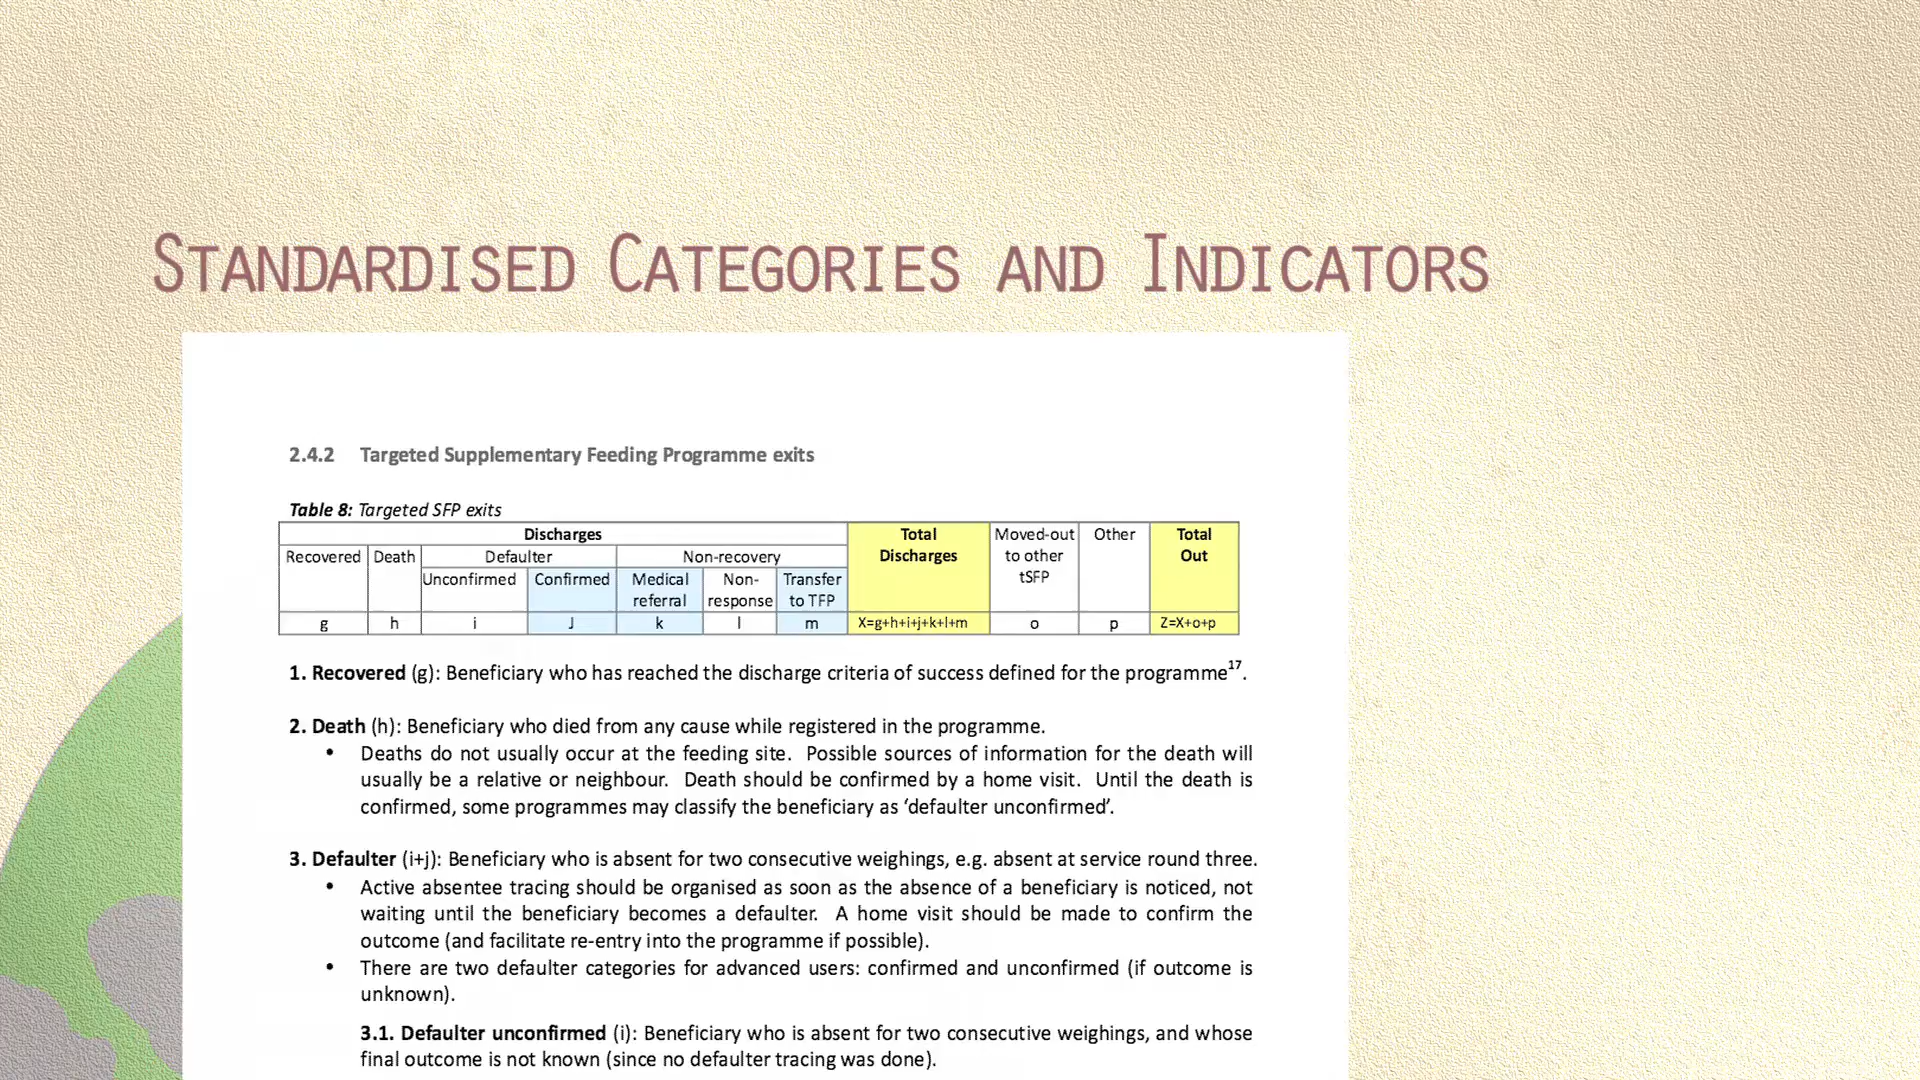 STANDARDISED CATEGORIES AND INDICATORS
2.4.2 Targeted Supplementary Feeding Programme exits
Table 8: Targeted SFP exits
Discharges Total Discharges Moved-out to other tSFP Other Total Out
Recovered Death Defaulter Non-recovery
Unconfirmed Confirmed Medical referral Non-response Transfer to TFP
g h i J k l m X=g+h+i+j+k+l+m o p Z=X+o+p
1. Recovered (g): Beneficiary who has reached the discharge criteria of success defined for the programme17.
2. Death (h): Beneficiary who died from any cause while registered in the programme.
• Deaths do not usually occur at the feeding site. Possible sources of information for the death will
usually be a relative or neighbour. Death should be confirmed by a home visit. Until the death is
confirmed, some programmes may classify the beneficiary as ‘defaulter unconfirmed’.
3. Defaulter (i+j): Beneficiary who is absent for two consecutive weighings, e.g. absent at service round three.
• Active absentee tracing should be organised as soon as the absence of a beneficiary is noticed, not
waiting until the beneficiary becomes a defaulter. A home visit should be made to confirm the
outcome (and facilitate re-entry into the programme if possible).
• There are two defaulter categories for advanced users: confirmed and unconfirmed (if outcome is
unknown).
3.1. Defaulter unconfirmed (i): Beneficiary who is absent for two consecutive weighings, and whose
final outcome is not known (since no defaulter tracing was done).